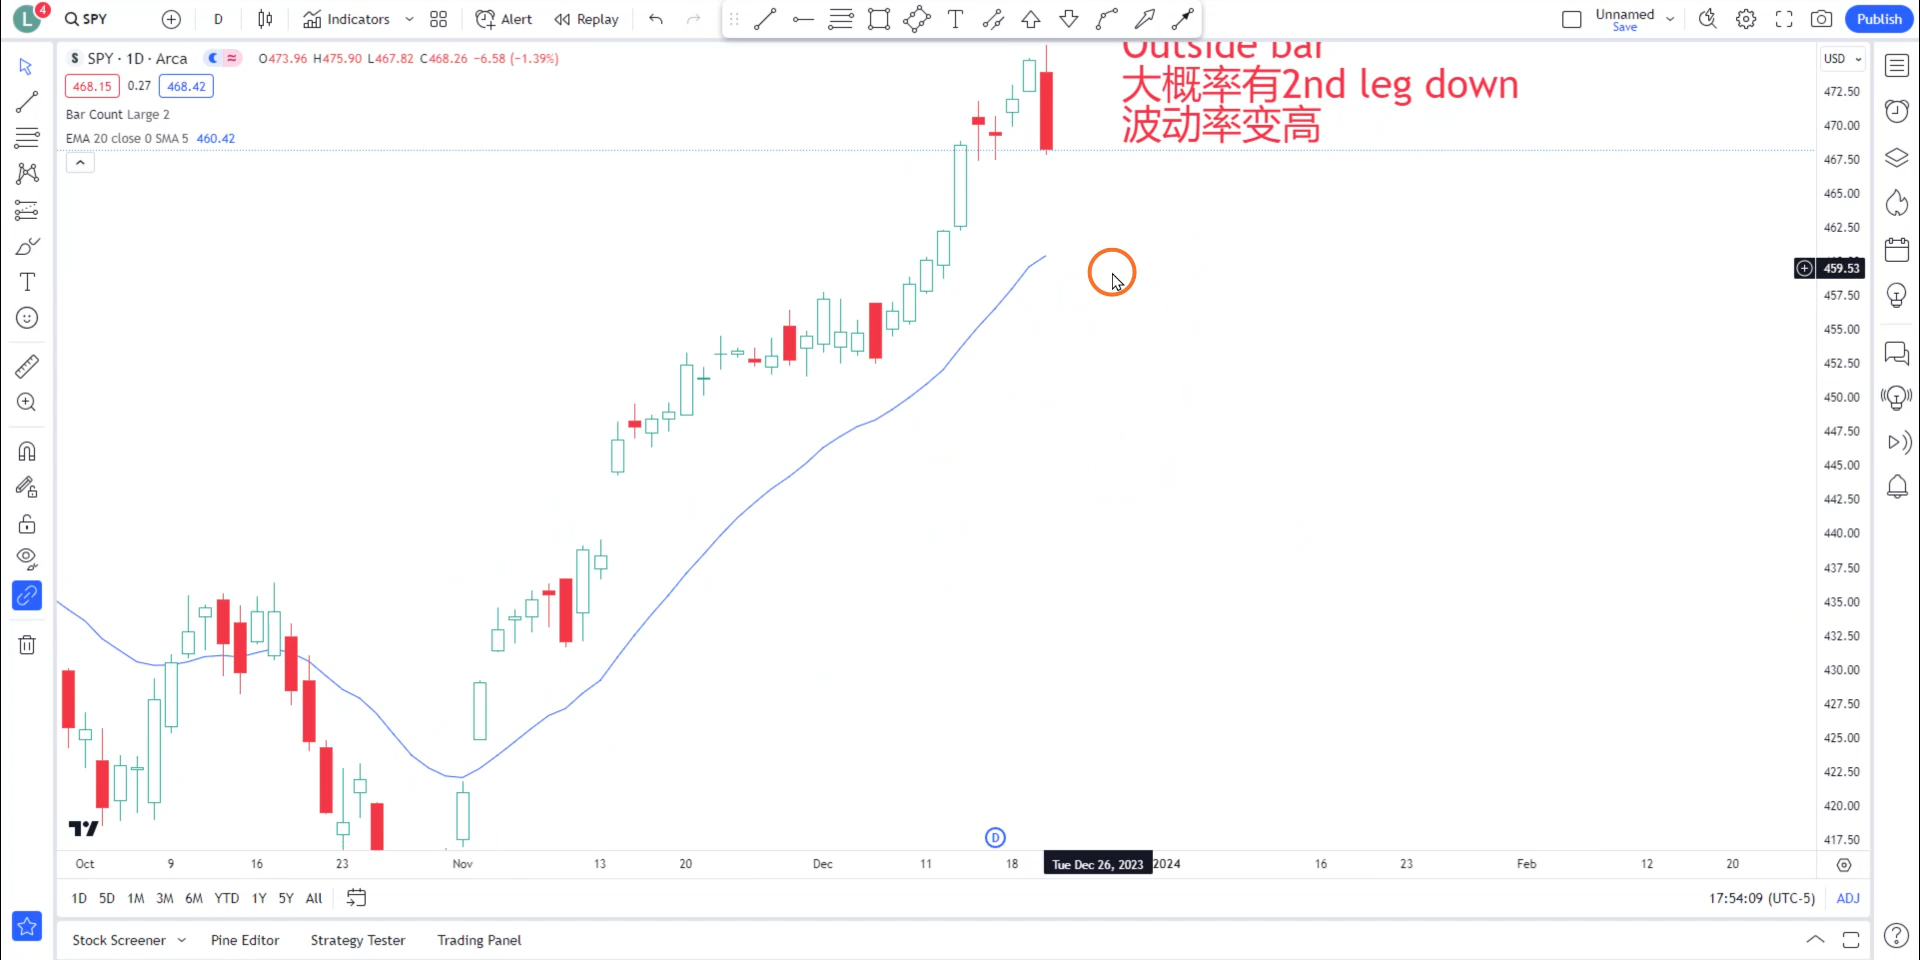 L
4
SPY
D
Indicators
Alert
Replay
Unnamed
Save
Publish
S SPY · 1D · Arca
O473.96 H475.90 L467.82 C468.26 −6.58 (−1.39%)
468.15
0.27
468.42
Bar Count Large 2
EMA 20 close 0 SMA 5 460.42
Outside bar
大概率有2nd leg down
波动率变高
USD
472.50
470.00
467.50
465.00
462.50
459.53
457.50
455.00
452.50
450.00
447.50
445.00
442.50
440.00
437.50
435.00
432.50
430.00
427.50
425.00
422.50
420.00
417.50
D
Oct
9
16
23
Nov
13
20
Dec
11
18
Tue Dec 26, 2023
2024
16
23
Feb
12
20
1D 5D 1M 3M 6M YTD 1Y 5Y All
17:54:09 (UTC-5)
ADJ
Stock Screener
Pine Editor
Strategy Tester
Trading Panel